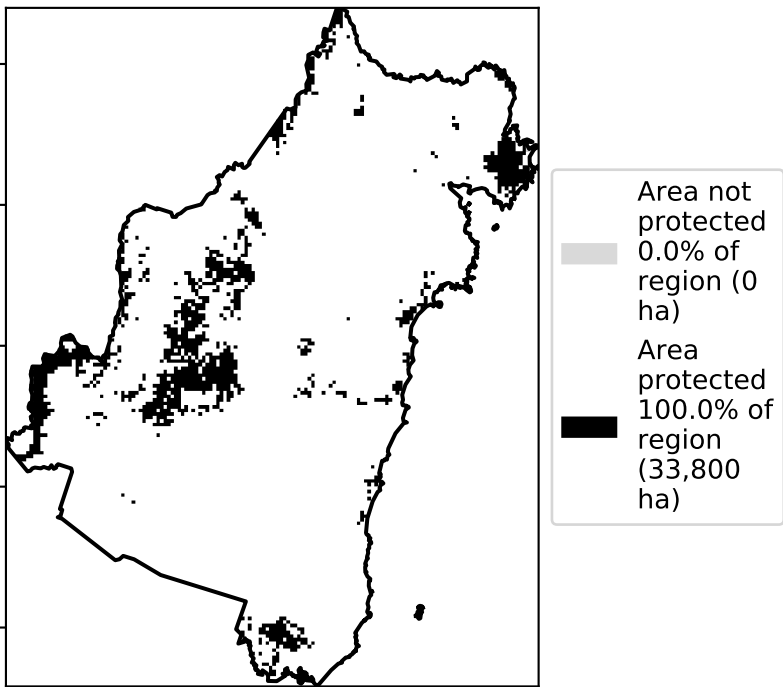 Area not
protected
0.0% of
region (0
ha)
Area
protected
100.0% of
region
(33,800
ha)